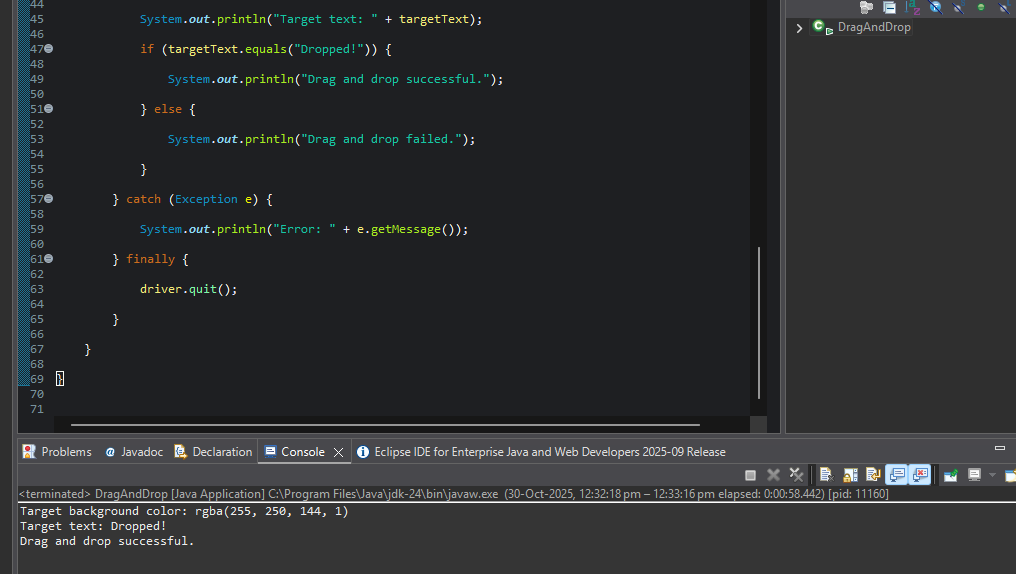 44
45 System.out.println("Target text: " + targetText);
46
47 if (targetText.equals("Dropped!")) {
48
49 System.out.println("Drag and drop successful.");
50
51 } else {
52
53 System.out.println("Drag and drop failed.");
54
55 }
56
57 } catch (Exception e) {
58
59 System.out.println("Error: " + e.getMessage());
60
61 } finally {
62
63 driver.quit();
64
65 }
66
67 }
68
69 }
70
71
DragAndDrop
Problems Javadoc Declaration Console Eclipse IDE for Enterprise Java and Web Developers 2025-09 Release
<terminated> DragAndDrop [Java Application] C:\Program Files\Java\jdk-24\bin\javaw.exe (30-Oct-2025, 12:32:18 pm – 12:33:16 pm elapsed: 0:00:58.442) [pid: 11160]
Target background color: rgba(255, 250, 144, 1)
Target text: Dropped!
Drag and drop successful.